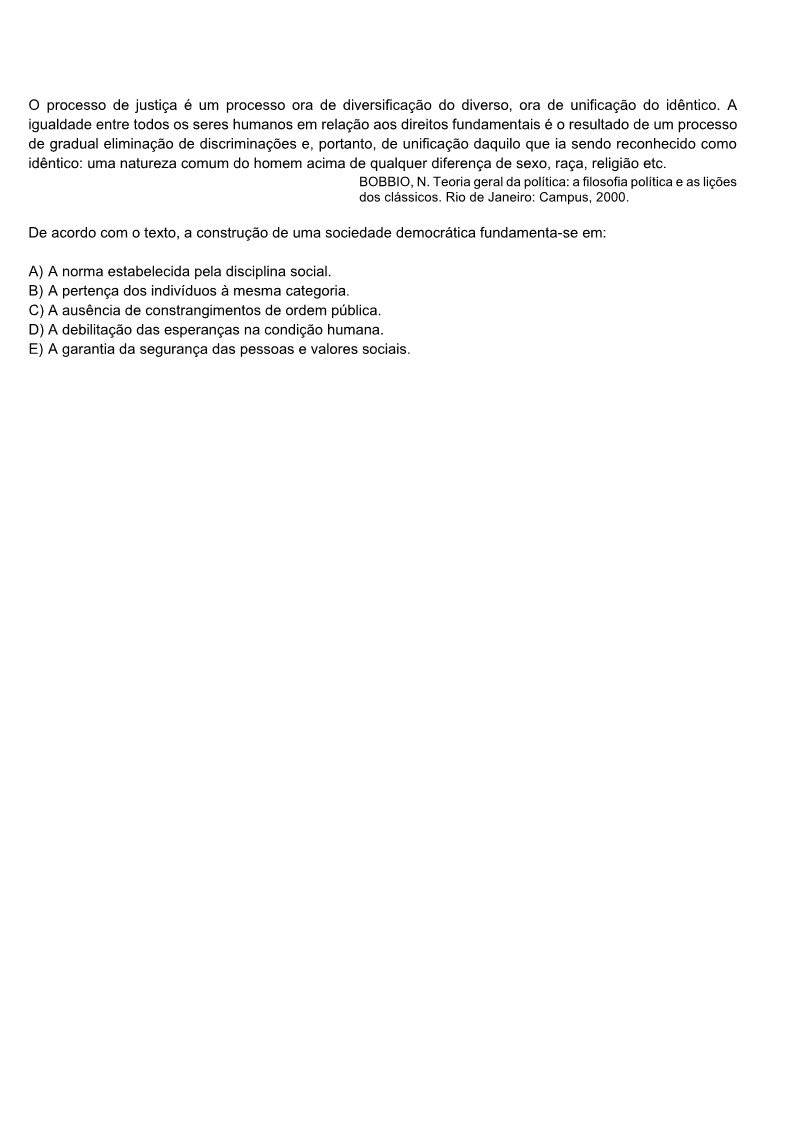 O processo de justiça é um processo ora de diversificação do diverso, ora de unificação do idêntico. A
igualdade entre todos os seres humanos em relação aos direitos fundamentais é o resultado de um processo
de gradual eliminação de discriminações e, portanto, de unificação daquilo que ia sendo reconhecido como
idêntico: uma natureza comum do homem acima de qualquer diferença de sexo, raça, religião etc.
BOBBIO, N. Teoria geral da política: a filosofia política e as lições
dos clássicos. Rio de Janeiro: Campus, 2000.
De acordo com o texto, a construção de uma sociedade democrática fundamenta-se em:
A) A norma estabelecida pela disciplina social.
B) A pertença dos indivíduos à mesma categoria.
C) A ausência de constrangimentos de ordem pública.
D) A debilitação das esperanças na condição humana.
E) A garantia da segurança das pessoas e valores sociais.